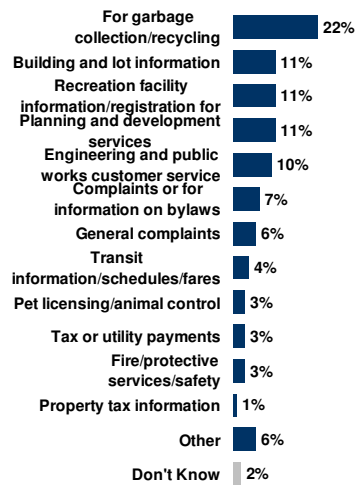 For garbage
collection/recycling
22%
Building and lot information
11%
Recreation facility
information/registration for
11%
Planning and development
services
11%
Engineering and public
works customer service
10%
Complaints or for
information on bylaws
7%
General complaints
6%
Transit
information/schedules/fares
4%
Pet licensing/animal control
3%
Tax or utility payments
3%
Fire/protective
services/safety
3%
Property tax information
1%
Other
6%
Don't Know
2%